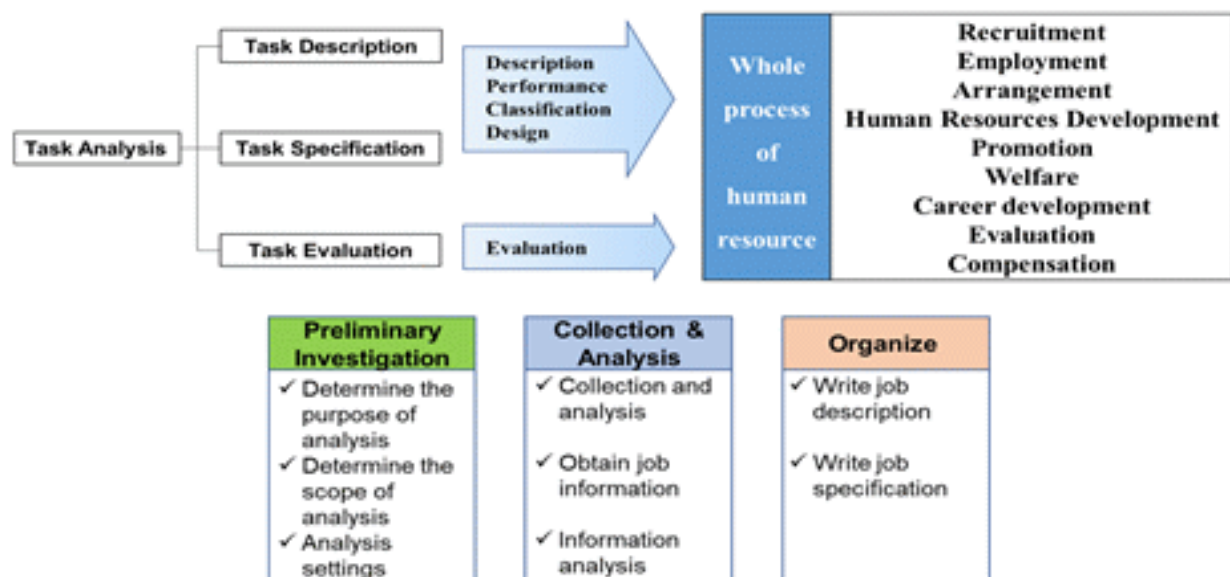 Task Analysis
Task Description
Task Specification
Task Evaluation
Description
Performance
Classification
Design
Evaluation
Whole
process
of
human
resource
Recruitment
Employment
Arrangement
Human Resources Development
Promotion
Welfare
Career development
Evaluation
Compensation
Preliminary
Investigation
✓ Determine the
purpose of
analysis
✓ Determine the
scope of
analysis
✓ Analysis
settings
Collection &
Analysis
✓ Collection and
analysis
✓ Obtain job
information
✓ Information
analysis
Organize
✓ Write job
description
✓ Write job
specification